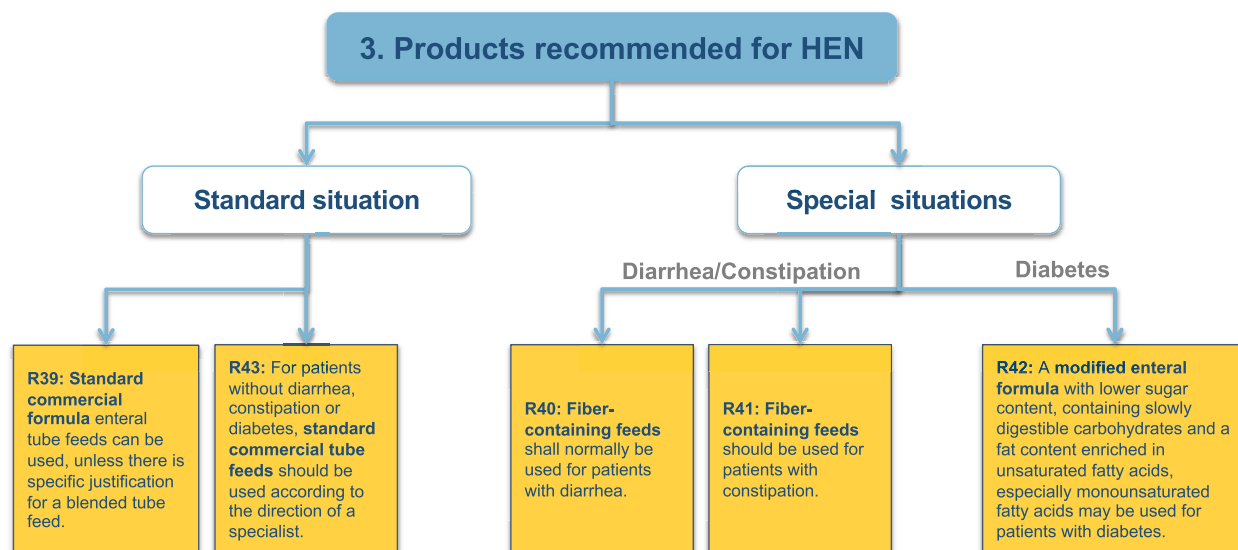 3. Products recommended for HEN
Standard situation
Special situations
Diarrhea/Constipation
Diabetes
R39: Standard
commercial
formula enteral
tube feeds can be
used, unless there is
specific justification
for a blended tube
feed.
R43: For patients
without diarrhea,
constipation or
diabetes, standard
commercial tube
feeds should be
used according to
the direction of a
specialist.
R40: Fiber-
containing feeds
shall normally be
used for patients
with diarrhea.
R41: Fiber-
containing feeds
should be used for
patients with
constipation.
R42: A modified enteral
formula with lower sugar
content, containing slowly
digestible carbohydrates and a
fat content enriched in
unsaturated fatty acids,
especially monounsaturated
fatty acids may be used for
patients with diabetes.